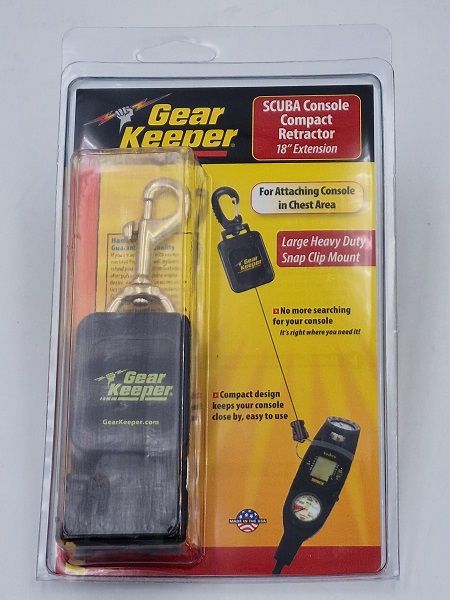 Gear
Keeper®
SCUBA Console
Compact
Retractor
18" Extension
For Attaching Console
in Chest Area
Large Heavy Duty
Snap Clip Mount
Gear
Keeper
No more searching
for your console
It's right where you need it!
Compact design
keeps your console
close by, easy to use
Gear
Keeper
GearKeeper.com
MADE IN THE USA